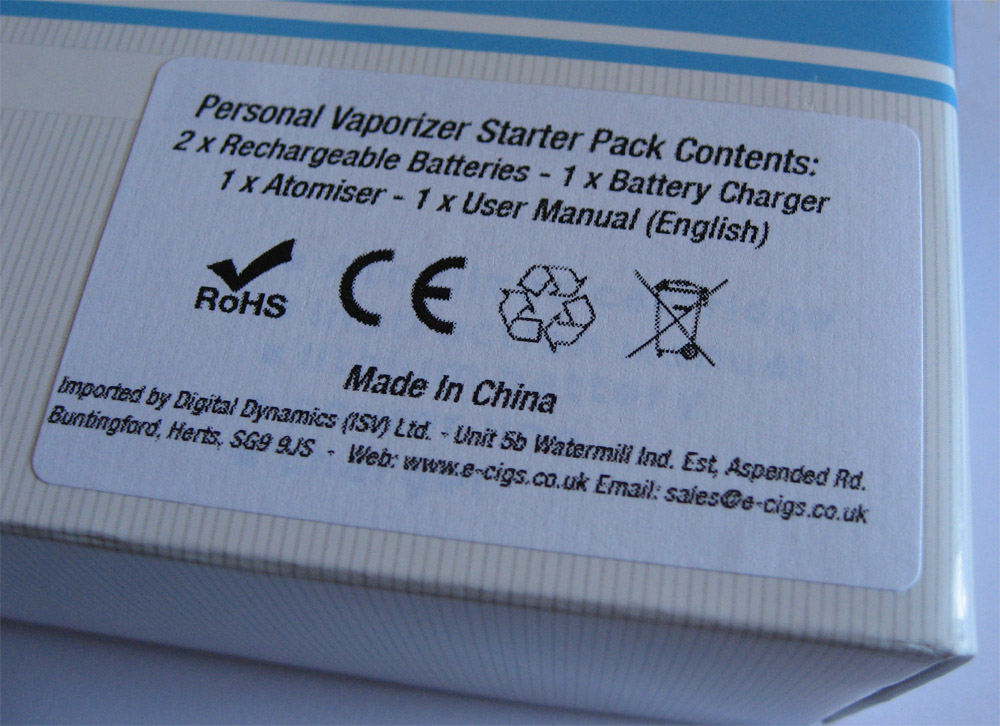 Personal Vaporizer Starter Pack Contents:
2 x Rechargeable Batteries - 1 x Battery Charger
1 x Atomiser - 1 x User Manual (English)
RoHS CE
Made In China
Imported by Digital Dynamics (ISV) Ltd. - Unit 5b Watermill Ind. Est, Aspended Rd.
Buntingford, Herts, SG9 9JS - Web: www.e-cigs.co.uk Email: sales@e-cigs.co.uk